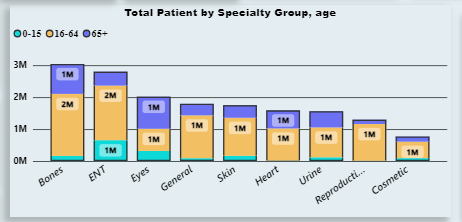 Total Patient by Specialty Group, age
0-15 16-64 65+
3M
1M
2M
2M
2M
1M
1M
1M
1M
1M
1M
1M
1M
1M
1M
1M
0M
Bones ENT Eyes General Skin Heart Urine Reproducti... Cosmetic